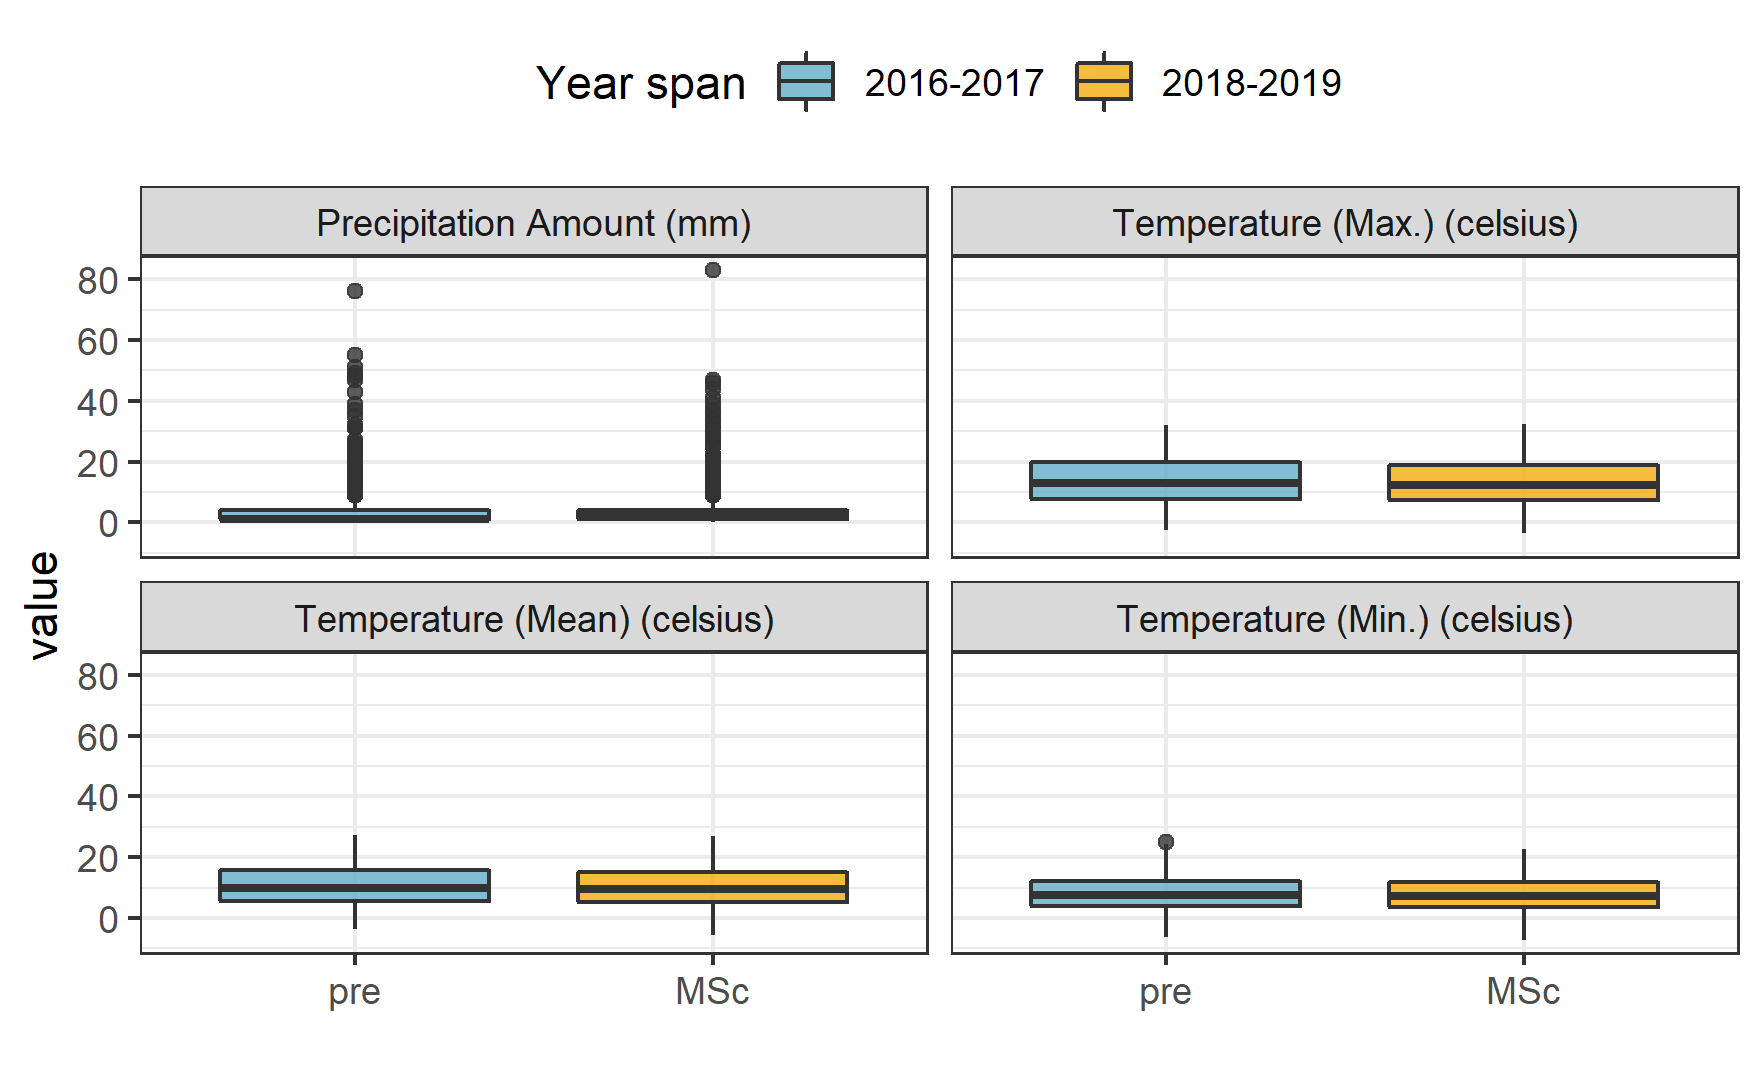 Year span 2016-2017 2018-2019
Precipitation Amount (mm) Temperature (Max.) (celsius)
80
60
40
20
0
value
Temperature (Mean) (celsius) Temperature (Min.) (celsius)
80
60
40
20
0
pre MSc pre MSc